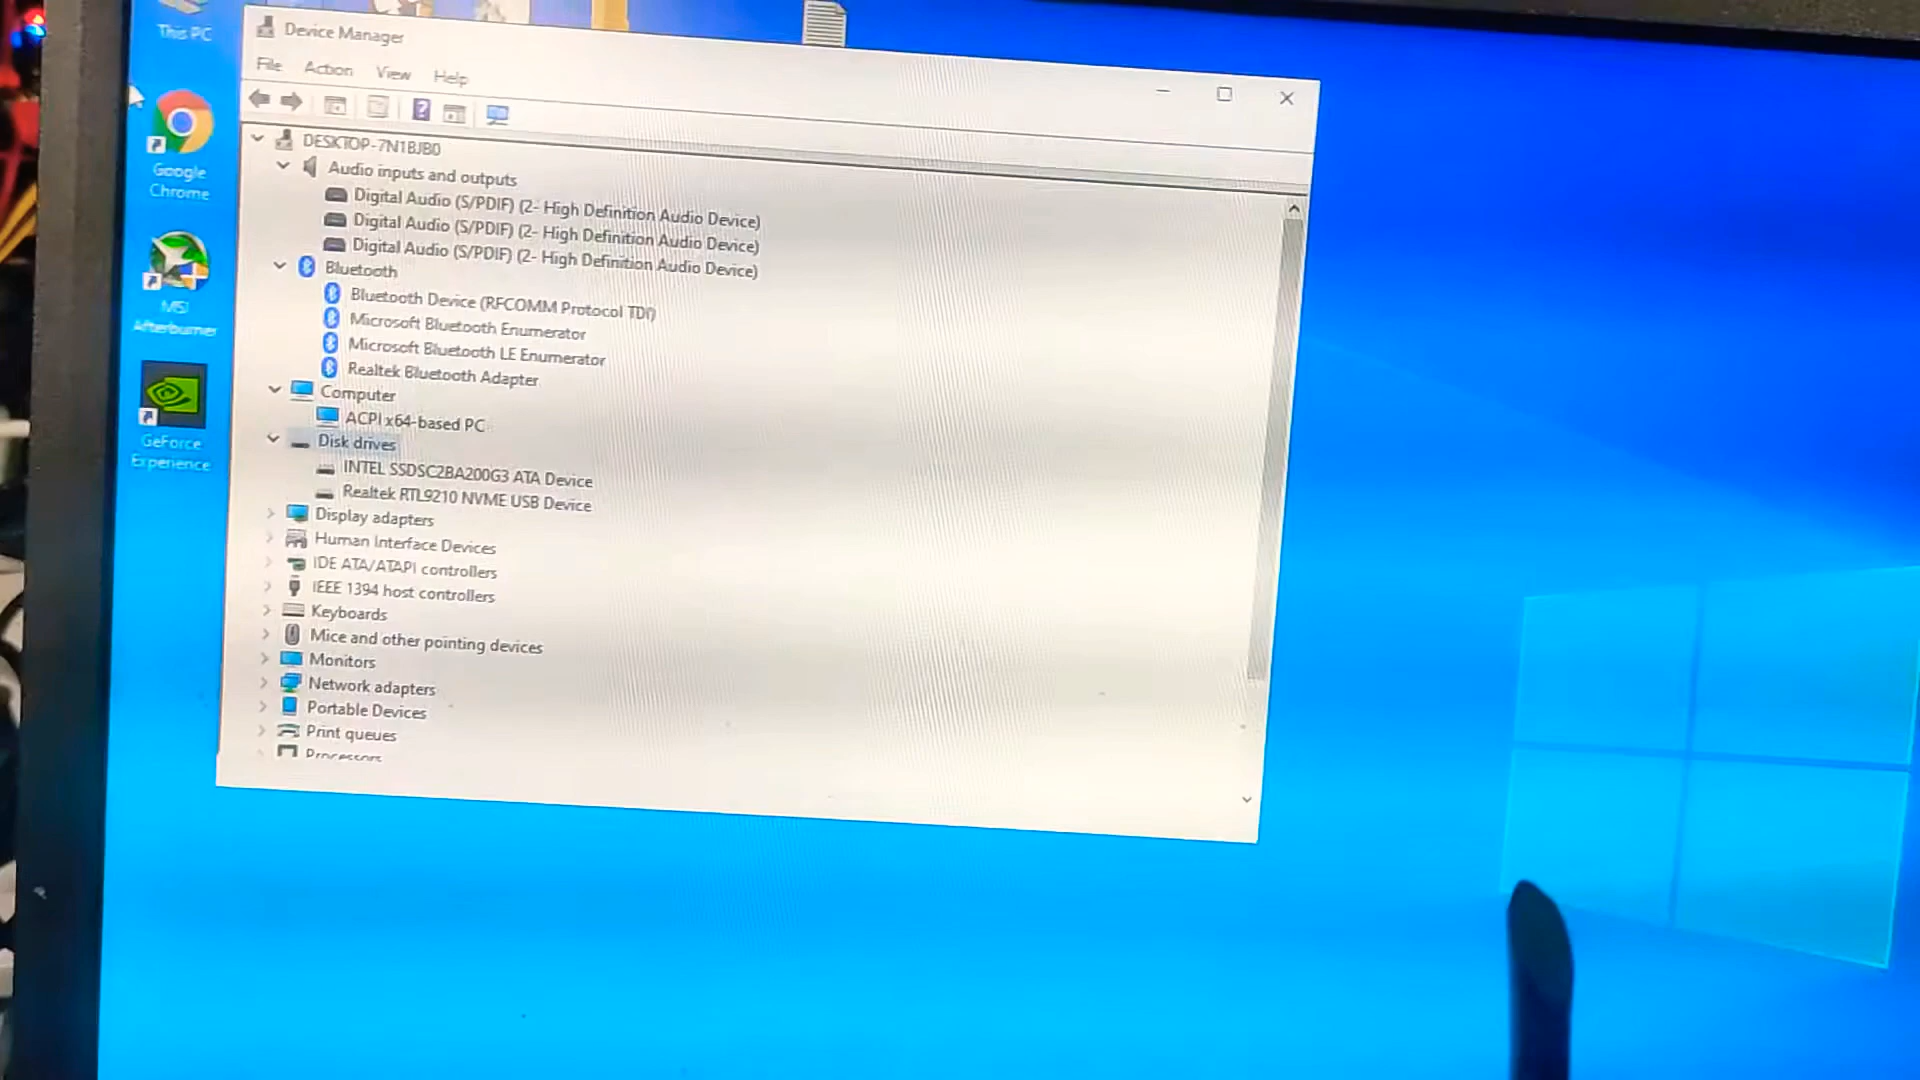 This PC
Google
Chrome
MSI
Afterburner
GeForce
Experience
Device Manager
File Action View Help
DESKTOP-7N1BJB0
Audio inputs and outputs
Digital Audio (S/PDIF) (2- High Definition Audio Device)
Digital Audio (S/PDIF) (2- High Definition Audio Device)
Digital Audio (S/PDIF) (2- High Definition Audio Device)
Bluetooth
Bluetooth Device (RFCOMM Protocol TDI)
Microsoft Bluetooth Enumerator
Microsoft Bluetooth LE Enumerator
Realtek Bluetooth Adapter
Computer
ACPI x64-based PC
Disk drives
INTEL SSDSC2BA200G3 ATA Device
Realtek RTL9210 NVME USB Device
Display adapters
Human Interface Devices
IDE ATA/ATAPI controllers
IEEE 1394 host controllers
Keyboards
Mice and other pointing devices
Monitors
Network adapters
Portable Devices
Print queues
Processors